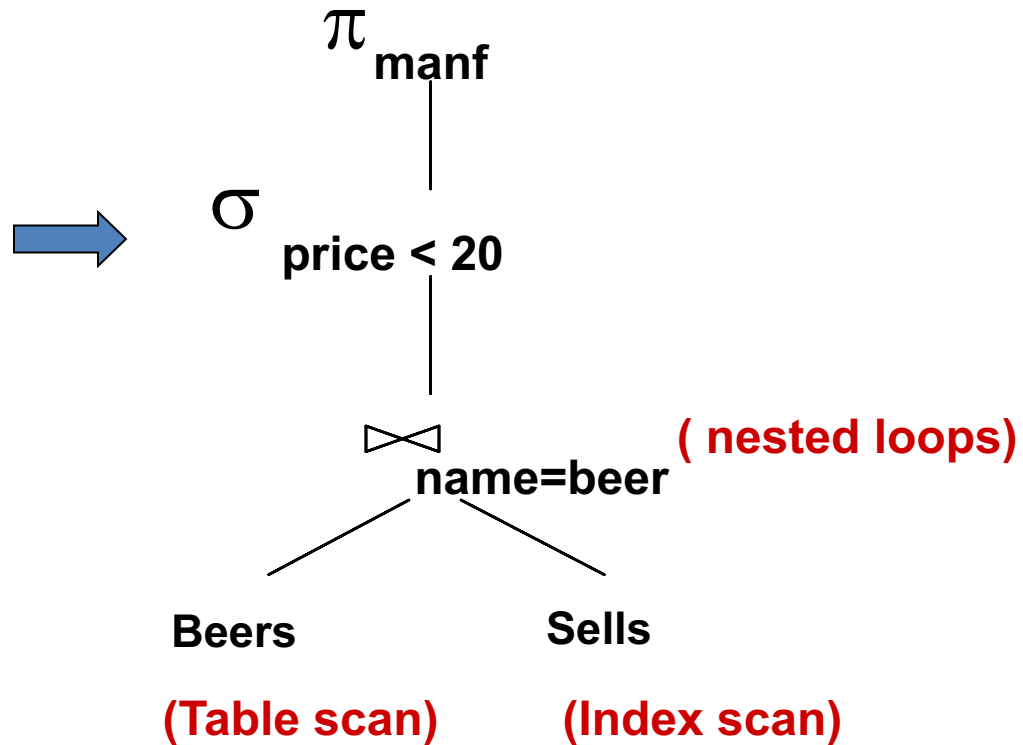 π manf
σ price < 20
⋈ name=beer ( nested loops)
Beers Sells
(Table scan) (Index scan)